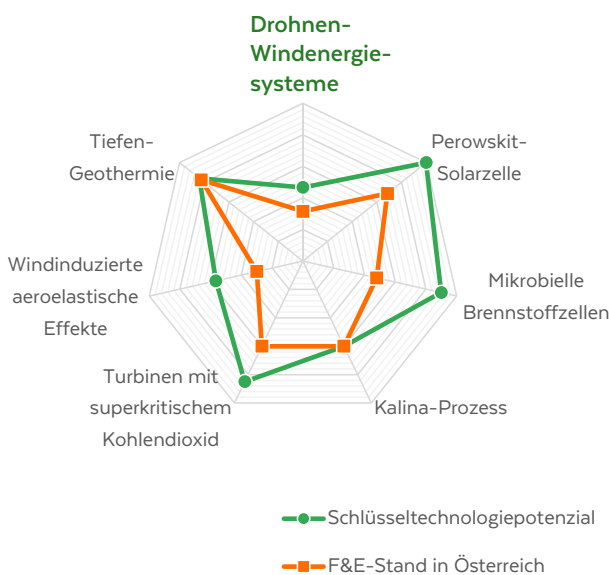 Drohnen-
Windenergie-
systeme
Tiefen-
Geothermie
Perowskit-
Solarzelle
Windinduzierte
aeroelastische
Effekte
Mikrobielle
Brennstoffzellen
Turbinen mit
superkritischem
Kohlendioxid
Kalina-Prozess
Schlüsseltechnologiepotenzial
F&E-Stand in Österreich